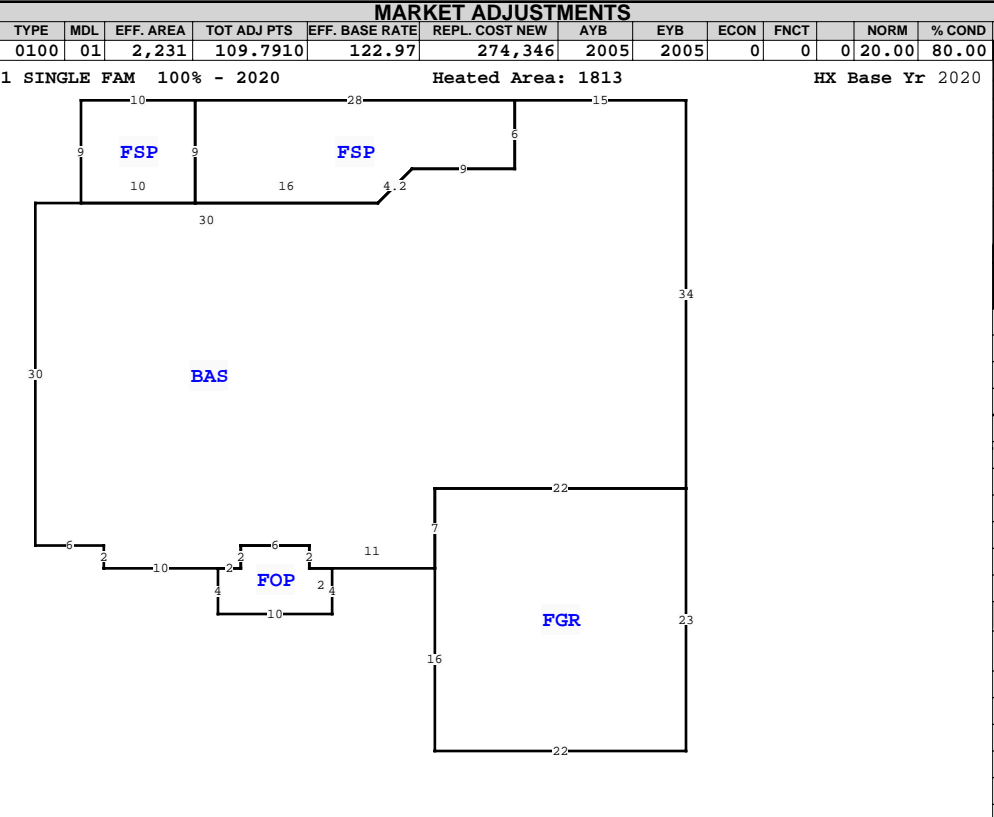 MARKET ADJUSTMENTS
TYPE MDL EFF. AREA TOT ADJ PTS EFF. BASE RATE REPL. COST NEW AYB EYB ECON FNCT NORM % COND
0100 01 2,231 109.7910 122.97 274,346 2005 2005 0 0 0 20.00 80.00
1 SINGLE FAM 100% - 2020 Heated Area: 1813 HX Base Yr 2020
10 28 15
6
9 FSP 9 FSP
9
10 16 4.2
30
34
30 BAS
22
7
6 6
2 2 2 11
10 2
FOP
4 2 4
10
FGR 23
16
22